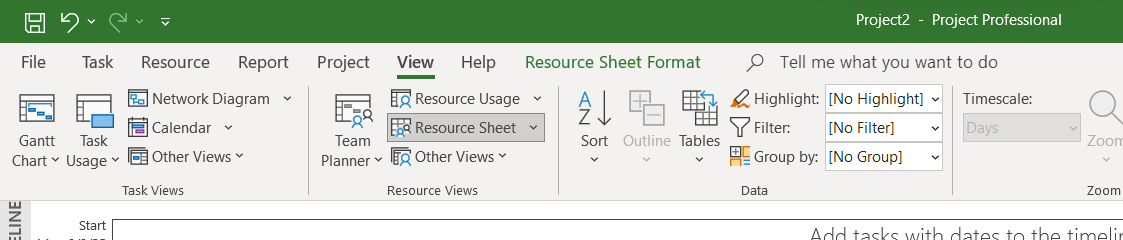 Project2 - Project Professional
File Task Resource Report Project View Help Resource Sheet Format Tell me what you want to do
Gantt Chart
Task Usage
Network Diagram
Calendar
Other Views
Task Views
Team Planner
Resource Usage
Resource Sheet
Other Views
Resource Views
Sort
Outline
Tables
Highlight: [No Highlight]
Filter: [No Filter]
Group by: [No Group]
Data
Timescale:
Days
Zoom
Zoom
Start
Add tasks with dates to the